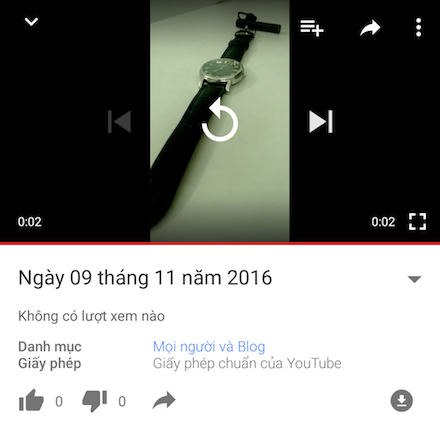 0:02
0:02
Ngày 09 tháng 11 năm 2016
Không có lượt xem nào
Danh mục Mọi người và Blog
Giấy phép Giấy phép chuẩn của YouTube
0 0